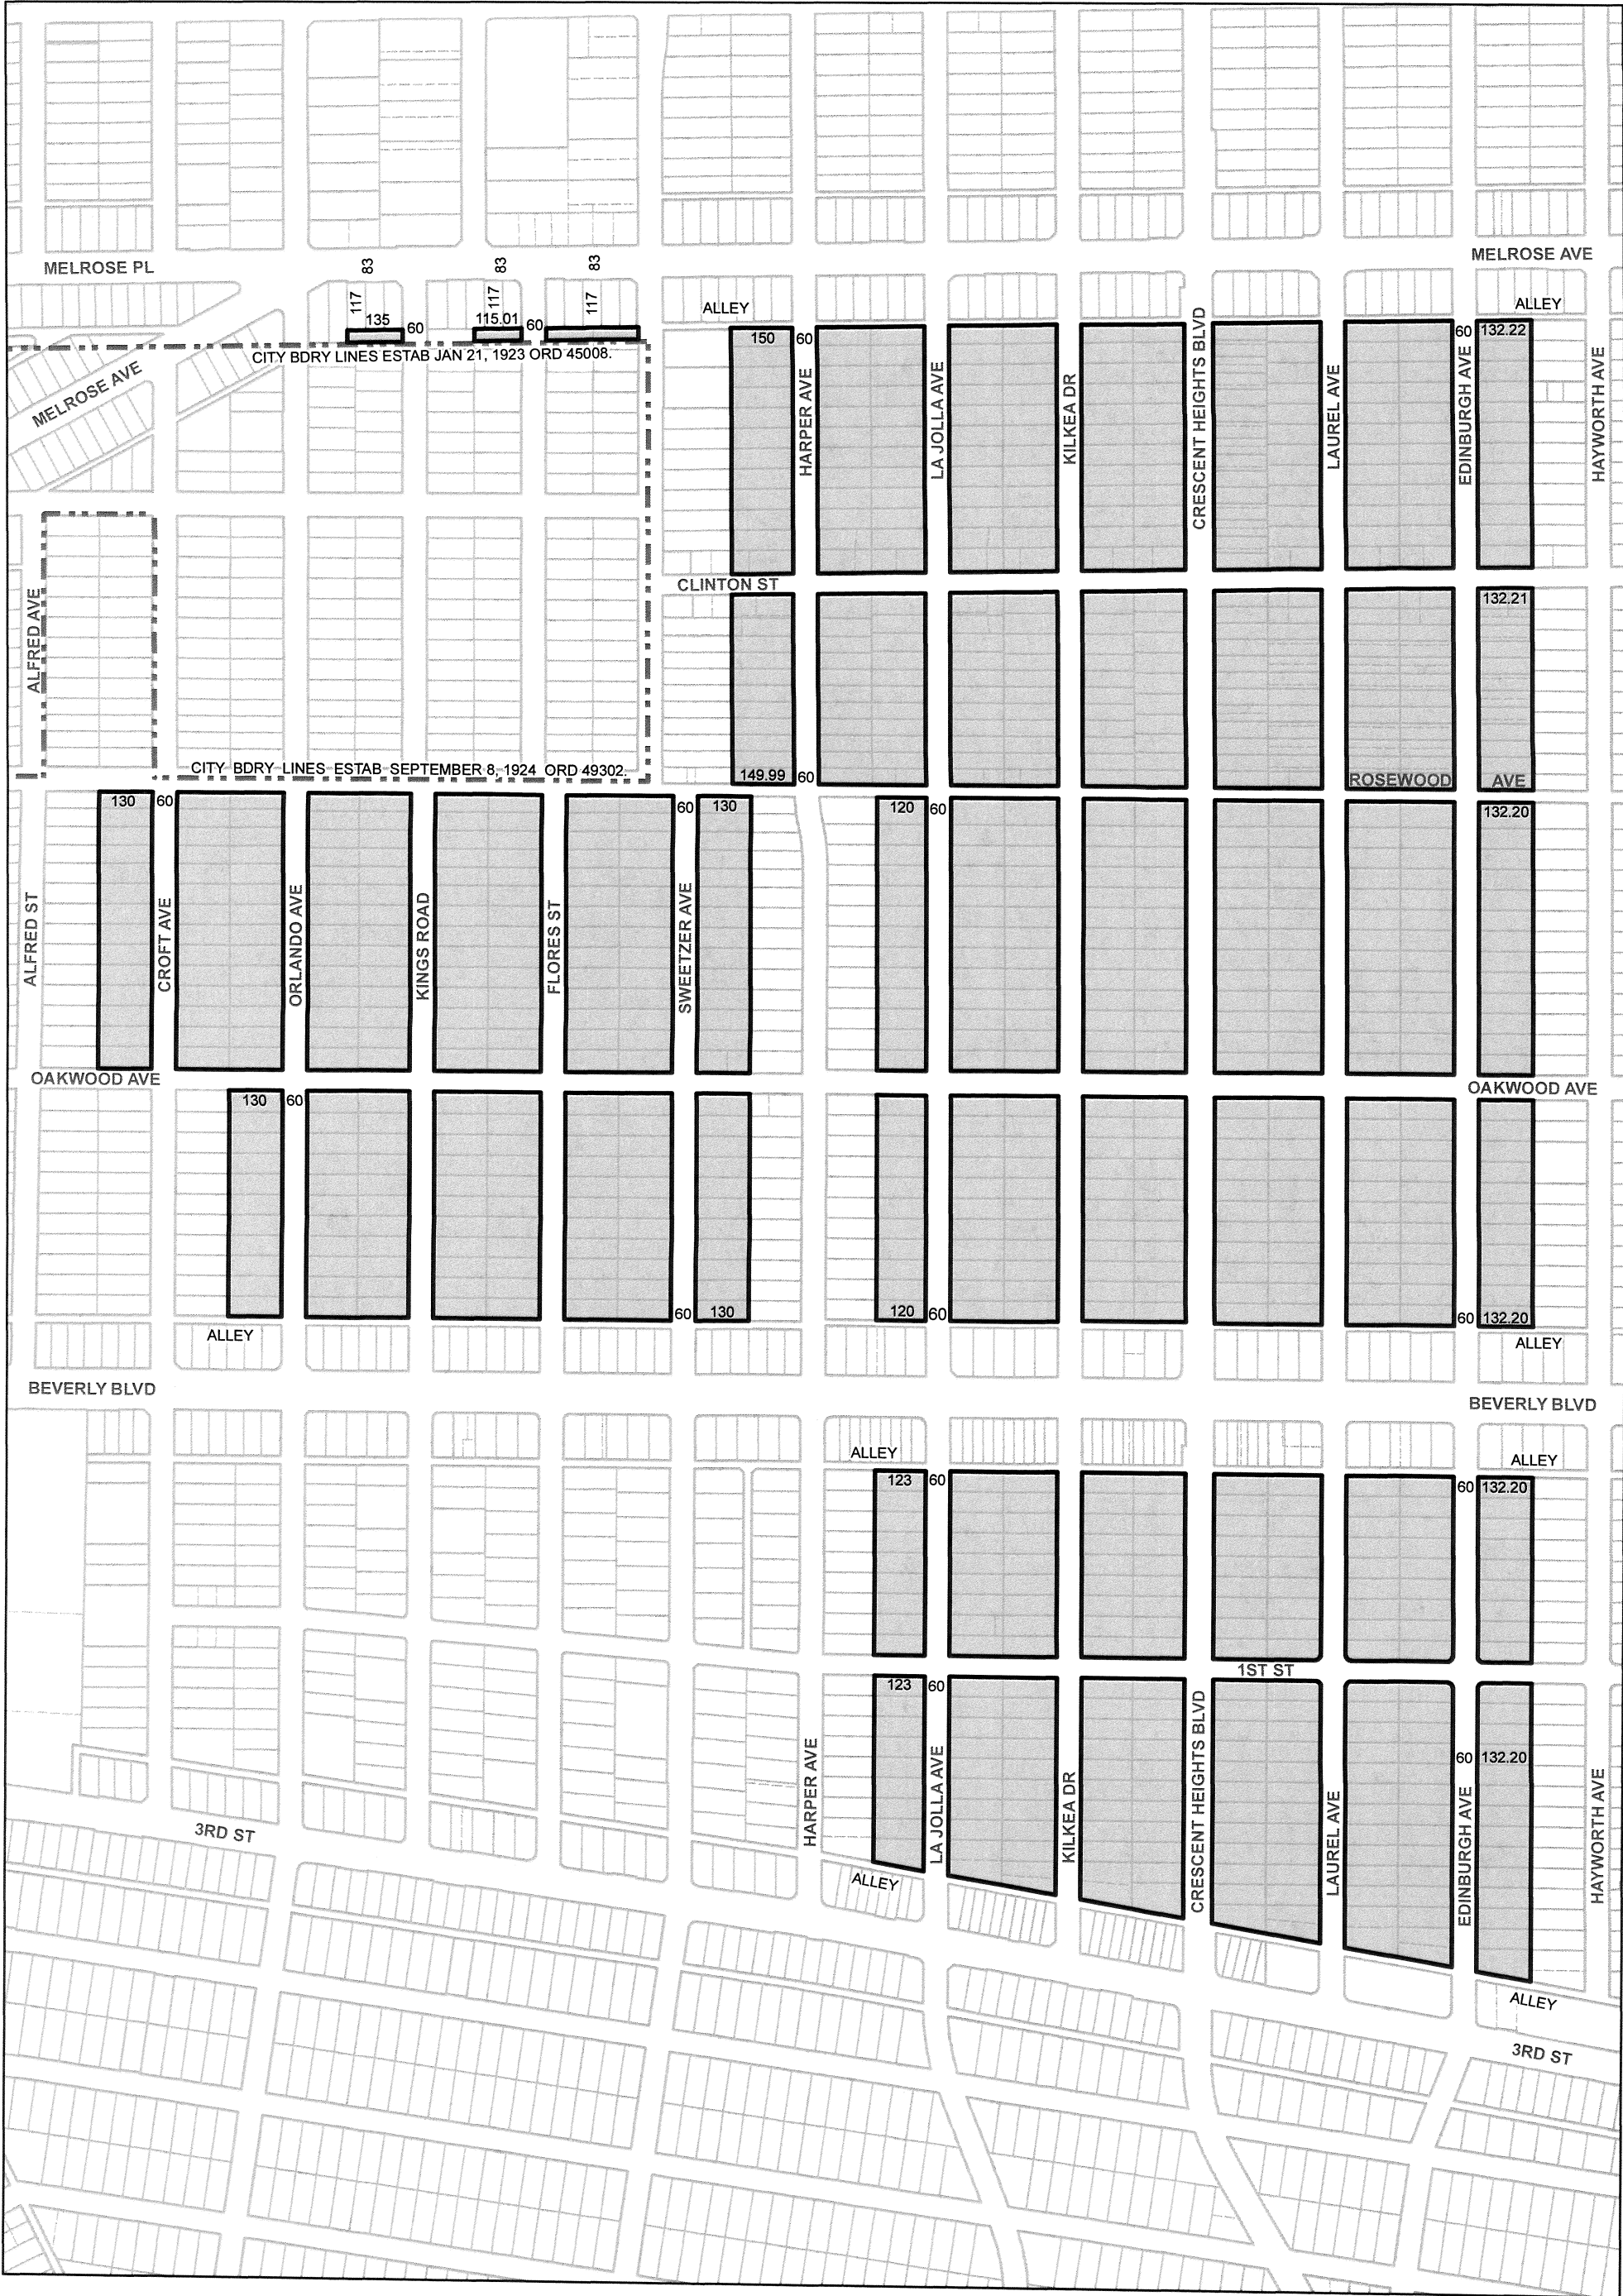 MELROSE AVE
MELROSE PL
83
83
83
117
117
117
135
60
115.01
60
ALLEY
ALLEY
150
60
60
132.22
CITY BDRY LINES ESTAB JAN 21, 1923 ORD 45008.
MELROSE AVE
HARPER AVE
LA JOLLA AVE
KILKEA DR
CRESCENT HEIGHTS BLVD
LAUREL AVE
EDINBURGH AVE
HAYWORTH AVE
CLINTON ST
132.21
ALFRED AVE
CITY BDRY LINES ESTAB SEPTEMBER 8, 1924 ORD 49302.
149.99
60
ROSEWOOD AVE
130
60
60
130
120
60
132.20
ALFRED ST
CROFT AVE
ORLANDO AVE
KINGS ROAD
FLORES ST
SWEETZER AVE
OAKWOOD AVE
OAKWOOD AVE
130
60
60
130
120
60
60
132.20
ALLEY
ALLEY
BEVERLY BLVD
BEVERLY BLVD
ALLEY
ALLEY
123
60
60
132.20
1ST ST
123
60
60
132.20
HARPER AVE
LA JOLLA AVE
KILKEA DR
CRESCENT HEIGHTS BLVD
LAUREL AVE
EDINBURGH AVE
HAYWORTH AVE
3RD ST
ALLEY
ALLEY
3RD ST